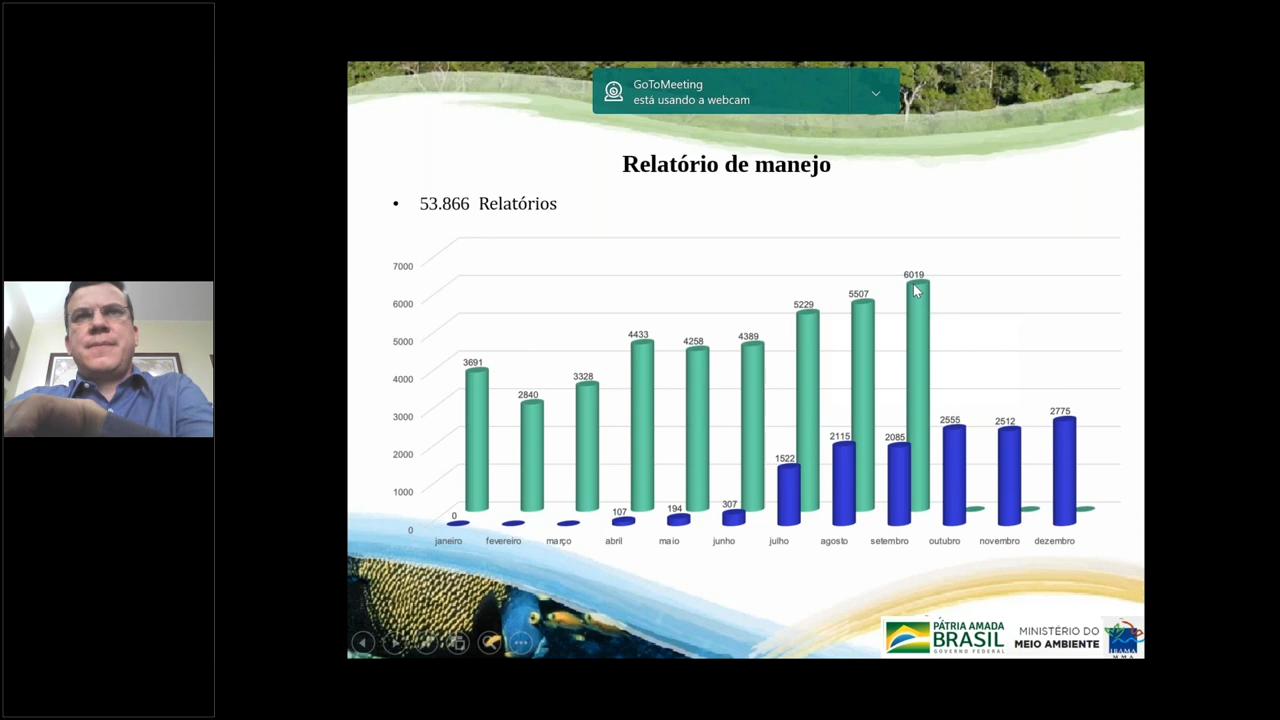 GoToMeeting
está usando a webcam
Relatório de manejo
• 53.866 Relatórios
7000
6000
5000
4000
3000
2000
1000
0
3691
2840
3328
4433
4258
4389
5229
5507
6019
0
107
194
307
1522
2115
2085
2555
2512
2775
janeiro fevereiro março abril maio junho julho agosto setembro outubro novembro dezembro
PÁTRIA AMADA
BRASIL
GOVERNO FEDERAL
MINISTÉRIO DO
MEIO AMBIENTE
IBAMA
MMA